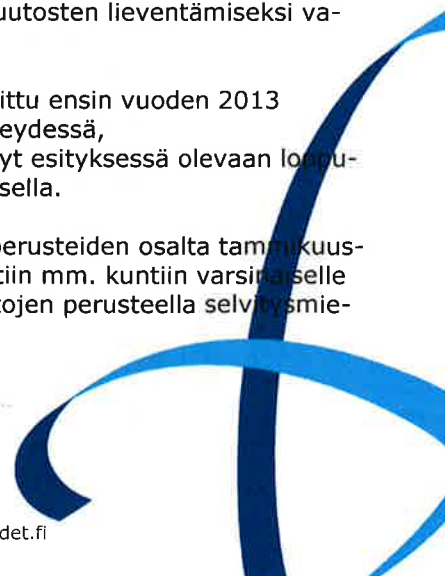 uutosten lieventämiseksi va-
ittu ensin vuoden 2013
eydessä,
yt esityksessä olevaan loppu-
sella.
perusteiden osalta tammikuus-
tiin mm. kuntiin varsinaiselle
tojen perusteella selvitysmie-
det.fi